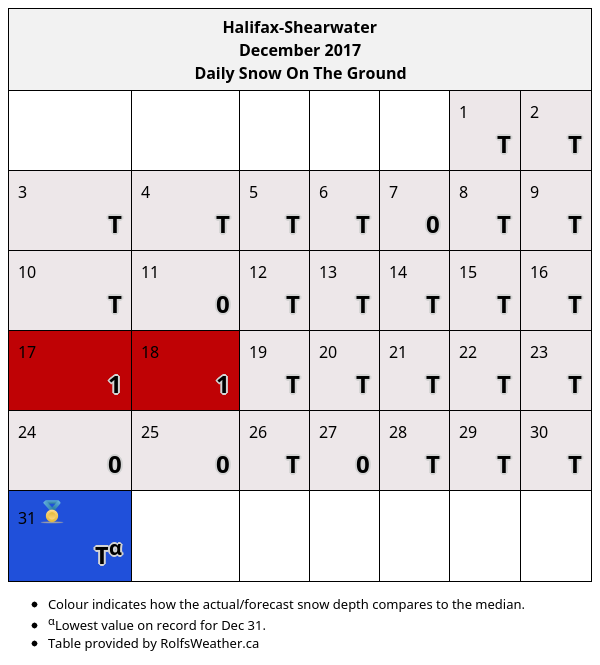 Halifax-Shearwater
December 2017
Daily Snow On The Ground
1 2
T T
3 4 5 6 7 8 9
T T T T 0 T T
10 11 12 13 14 15 16
T 0 T T T T T
17 18 19 20 21 22 23
1 1 T T T T T
24 25 26 27 28 29 30
0 0 T 0 T T T
31
Tα
Colour indicates how the actual/forecast snow depth compares to the median.
αLowest value on record for Dec 31.
Table provided by RolfsWeather.ca